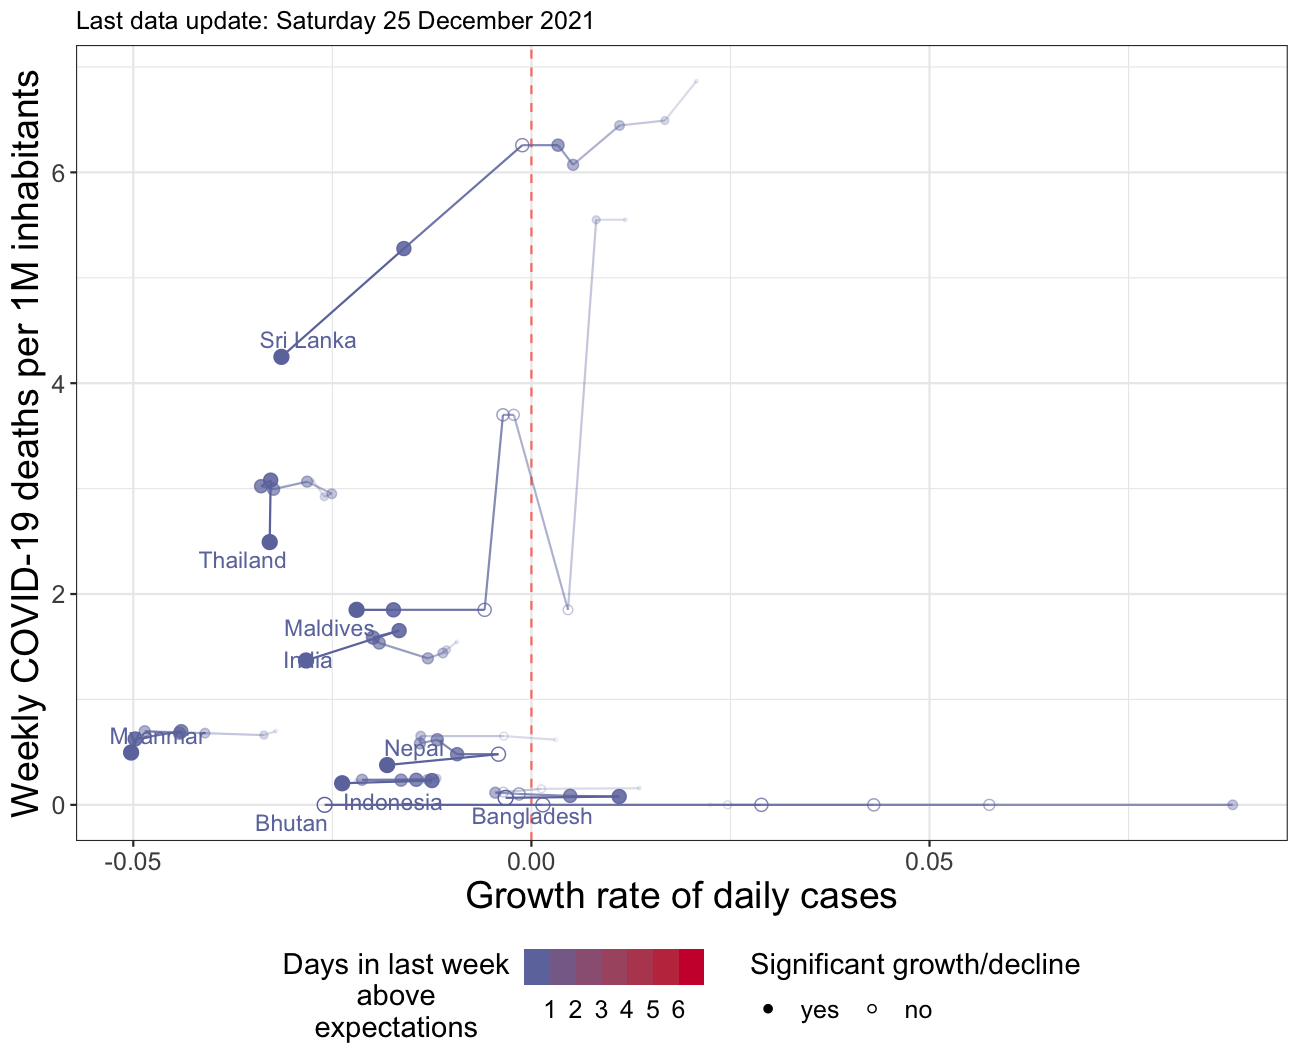 Last data update: Saturday 25 December 2021
Weekly COVID-19 deaths per 1M inhabitants
6
4
2
0
Sri Lanka
Thailand
Maldives
India
Myanmar
Nepal
Indonesia
Bangladesh
Bhutan
-0.05
0.00
0.05
Growth rate of daily cases
Days in last week
above
expectations
1 2 3 4 5 6
Significant growth/decline
yes no